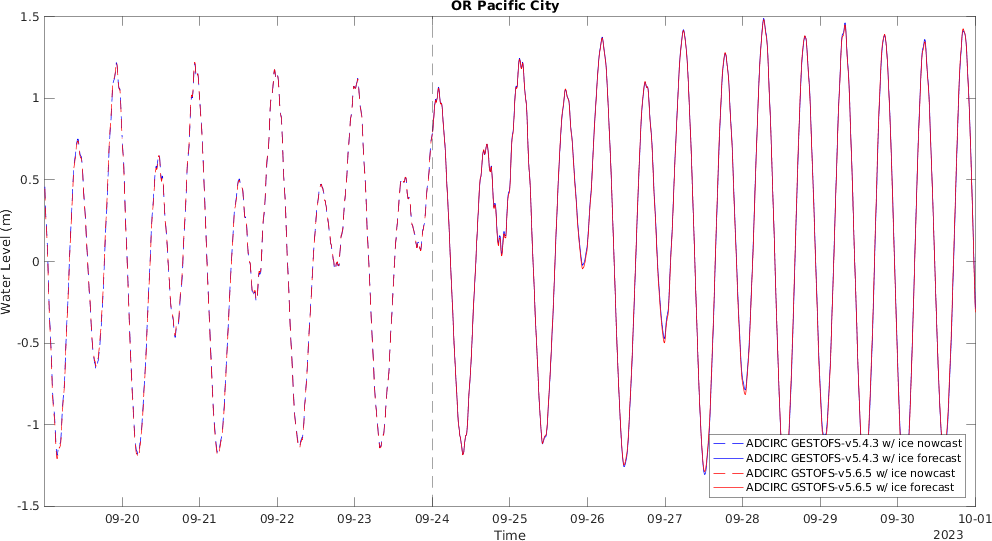 OR Pacific City
1.5
1
0.5
0
-0.5
-1
-1.5
Water Level (m)
ADCIRC GESTOFS-v5.4.3 w/ ice nowcast
ADCIRC GESTOFS-v5.4.3 w/ ice forecast
ADCIRC GSTOFS-v5.6.5 w/ ice nowcast
ADCIRC GSTOFS-v5.6.5 w/ ice forecast
09-20 09-21 09-22 09-23 09-24 09-25 09-26 09-27 09-28 09-29 09-30 10-01
Time
2023